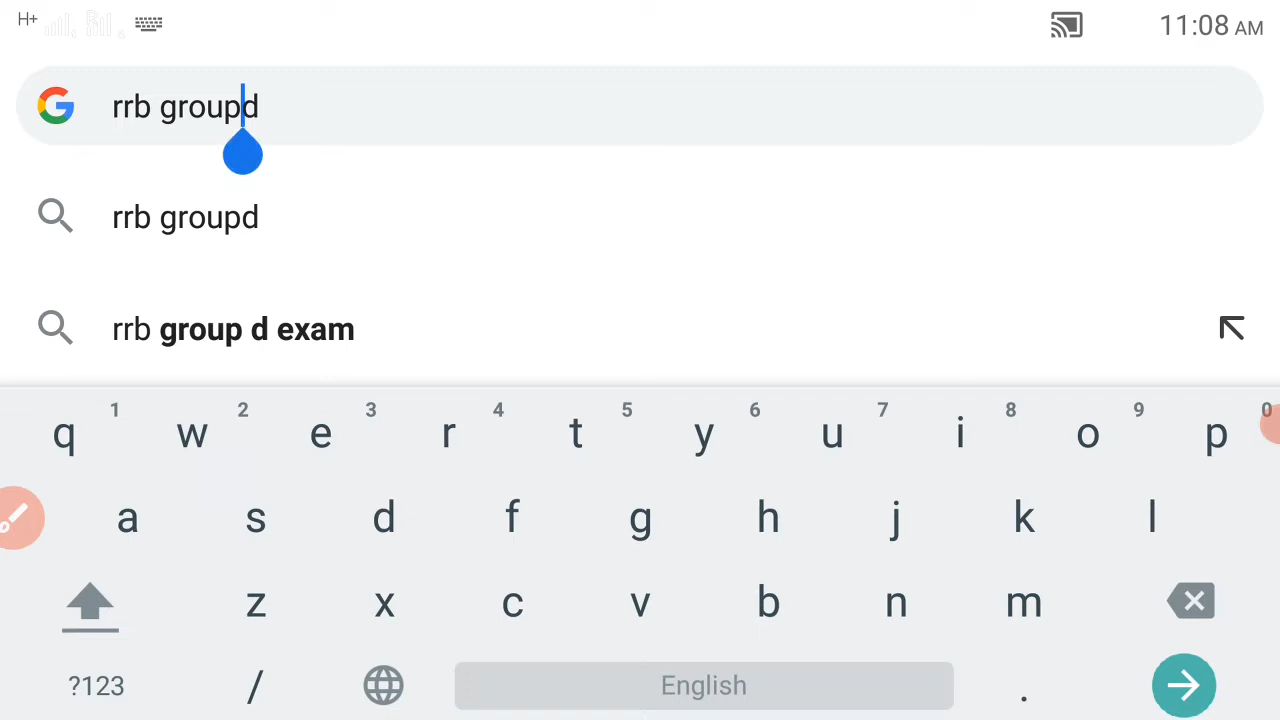 H+ 11:08 AM
rrb groupd
rrb groupd
rrb group d exam
1 2 3 4 5 6 7 8 9 0
q w e r t y u i o p
a s d f g h j k l
z x c v b n m
?123 / English .